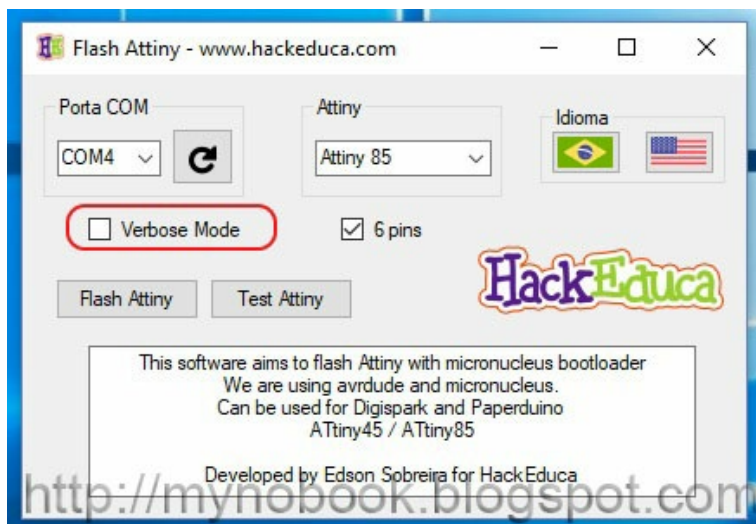 Flash Attiny - www.hackeduca.com
Porta COM
Attiny
Idioma
COM4
Attiny 85
Verbose Mode
6 pins
Flash Attiny
Test Attiny
HackEduca
This software aims to flash Attiny with micronucleus bootloader
We are using avrdude and micronucleus.
Can be used for Digispark and Paperduino
ATtiny45 / ATtiny85
Developed by Edson Sobreira for HackEduca
http://mynobook.blogspot.com